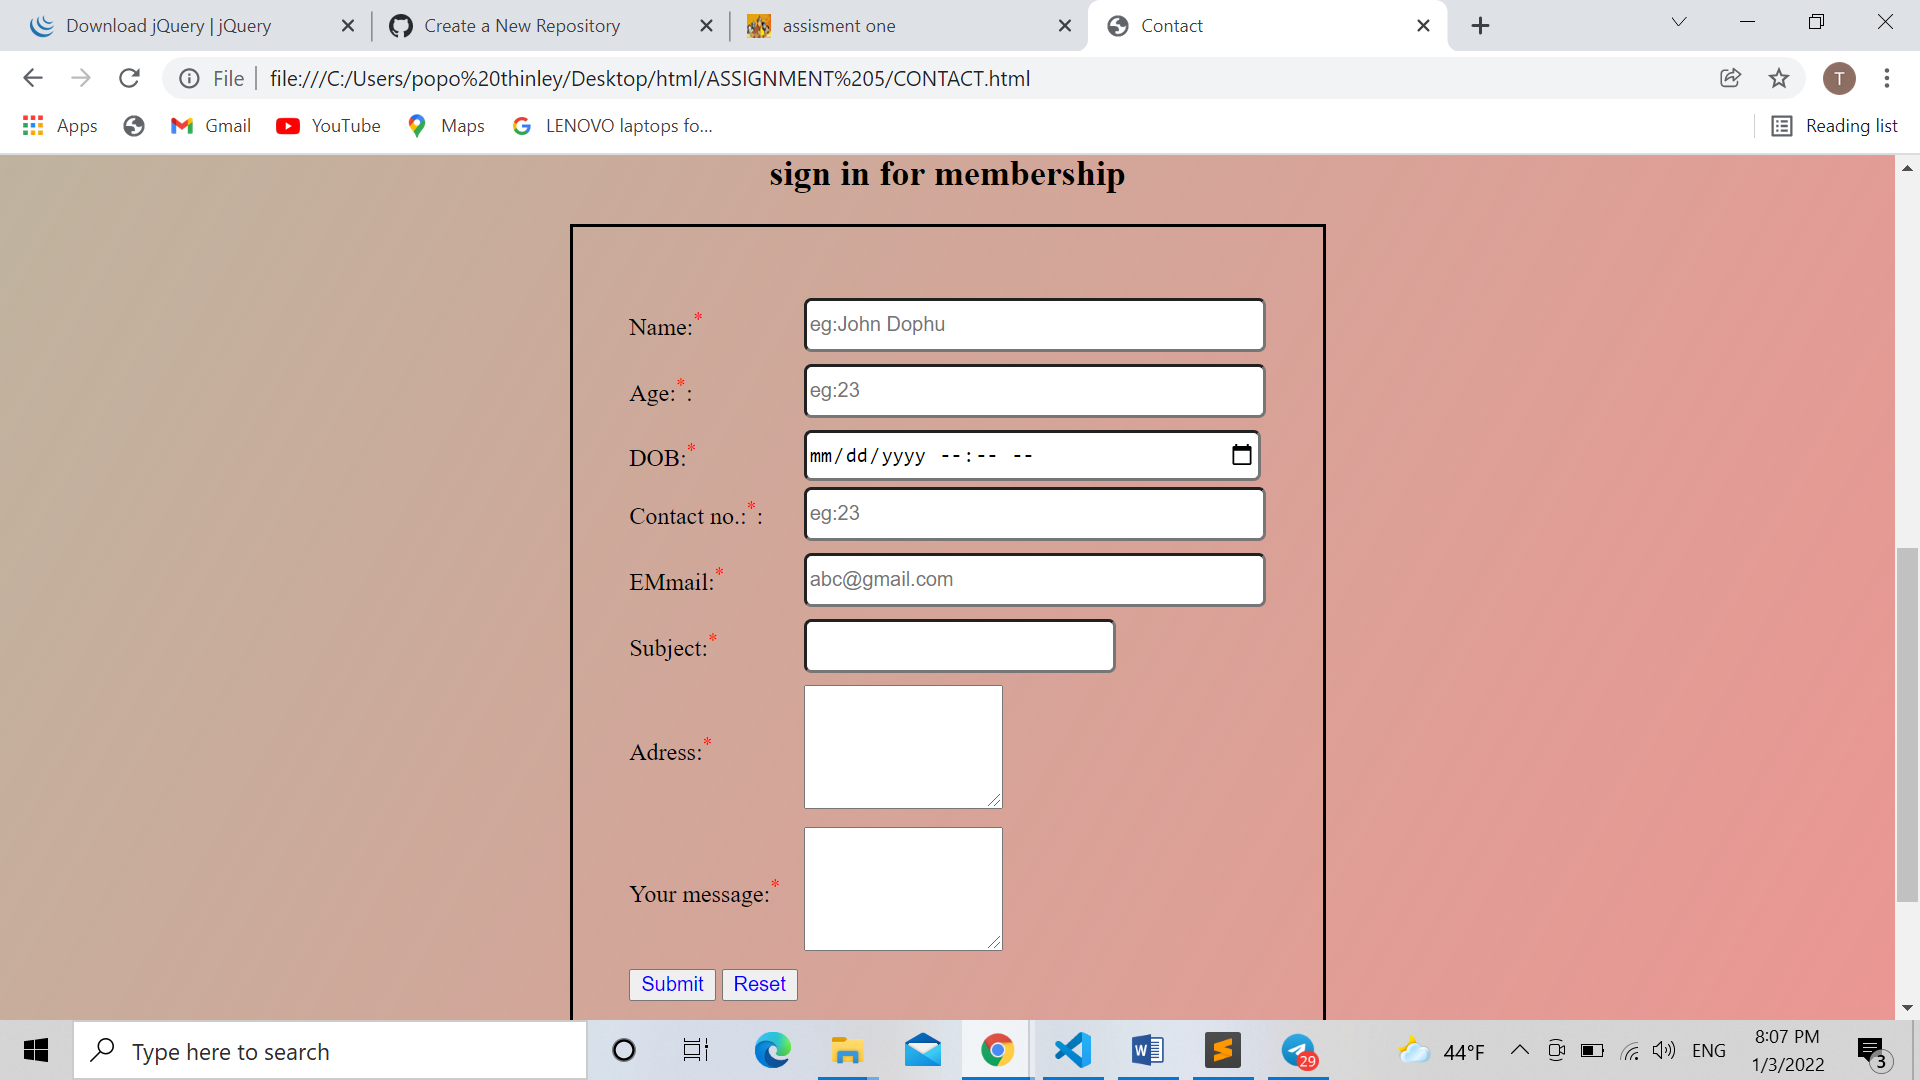 Download jQuery | jQuery
Create a New Repository
assisment one
Contact
File
file:///C:/Users/popo%20thinley/Desktop/html/ASSIGNMENT%205/CONTACT.html
T
Apps
Gmail
YouTube
Maps
LENOVO laptops fo...
Reading list
sign in for membership
Name:*
eg:John Dophu
Age:*:
eg:23
DOB:*
mm/dd/yyyy --:-- --
Contact no.:*:
eg:23
EMmail:*
abc@gmail.com
Subject:*
Adress:*
Your message:*
Submit Reset
Type here to search
29
44°F
ENG
8:07 PM
1/3/2022
3